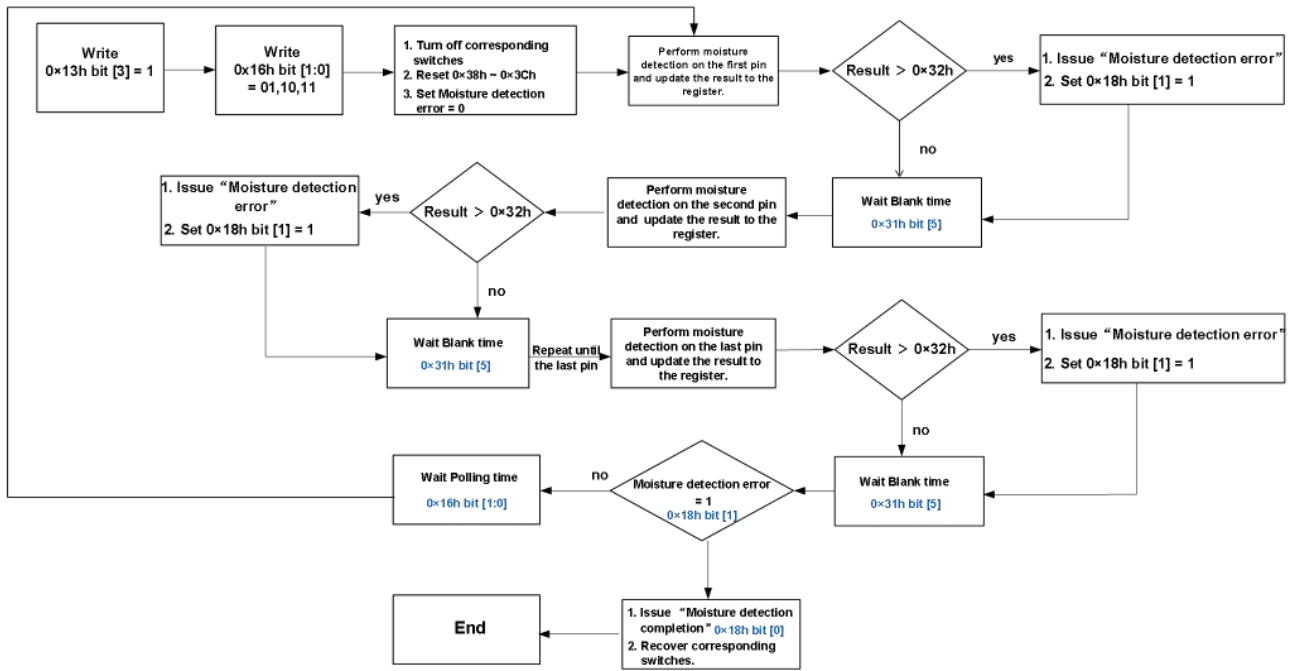 Write
0×13h bit [3] = 1
Write
0x16h bit [1:0]
= 01,10,11
1. Turn off corresponding
switches
2. Reset 0×38h ~ 0×3Ch
3. Set Moisture detection
error = 0
Perform moisture
detection on the first pin
and update the result to the
register.
Result > 0×32h
yes
1. Issue “Moisture detection error”
2. Set 0×18h bit [1] = 1
no
1. Issue “Moisture detection
error”
2. Set 0×18h bit [1] = 1
yes
Result > 0×32h
Perform moisture
detection on the second pin
and update the result to the
register.
Wait Blank time
0×31h bit [5]
no
Wait Blank time
0×31h bit [5]
Repeat until
the last pin
Perform moisture
detection on the last pin
and update the result to
the register.
Result > 0×32h
yes
1. Issue “Moisture detection error”
2. Set 0×18h bit [1] = 1
no
Wait Polling time
0×16h bit [1:0]
no
Moisture detection error
= 1
0×18h bit [1]
Wait Blank time
0×31h bit [5]
End
1. Issue “Moisture detection
completion” 0×18h bit [0]
2. Recover corresponding
switches.